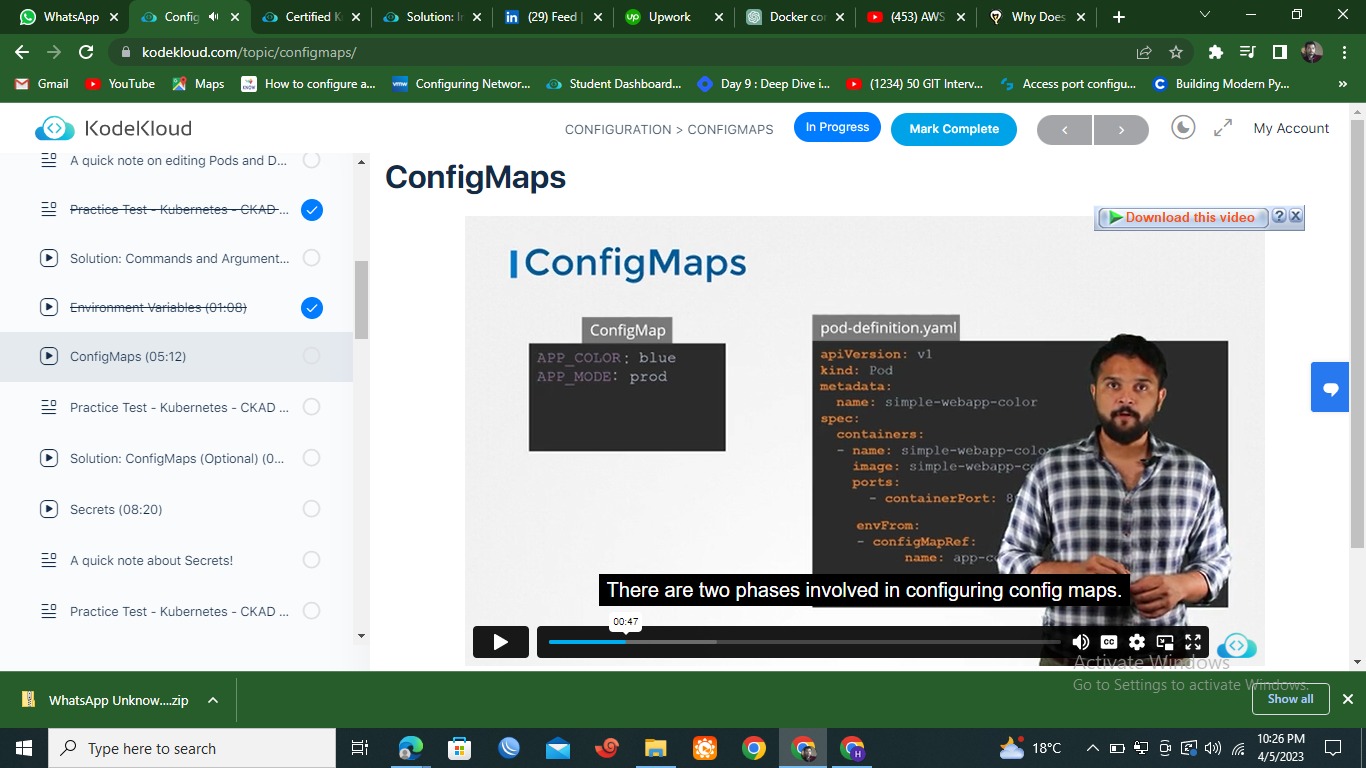 WhatsApp
Config
Certified K
Solution: I
(29) Feed |
Upwork
Docker co
(453) AWS
Why Does
kodekloud.com/topic/configmaps/
Gmail
YouTube
Maps
How to configure a...
Configuring Networ...
Student Dashboard...
Day 9 : Deep Dive i...
(1234) 50 GIT Interv...
Access port configu...
Building Modern Py...
»
KodeKloud
CONFIGURATION > CONFIGMAPS
In Progress
Mark Complete
My Account
A quick note on editing Pods and D...
Practice Test - Kubernetes - CKAD ...
Solution: Commands and Argument...
Environment Variables (01:08)
ConfigMaps (05:12)
Practice Test - Kubernetes - CKAD ...
Solution: ConfigMaps (Optional) (0...
Secrets (08:20)
A quick note about Secrets!
Practice Test - Kubernetes - CKAD ...
ConfigMaps
Download this video
?
X
ConfigMaps
ConfigMap
APP_COLOR: blue
APP_MODE: prod
pod-definition.yaml
apiVersion: v1
kind: Pod
metadata:
name: simple-webapp-color
spec:
containers:
- name: simple-webapp-color
image: simple-webapp-co
ports:
- containerPort: 8
envFrom:
- configMapRef:
name: app-c
There are two phases involved in configuring config maps.
00:47
CC
Activate Windows
Go to Settings to activate Windows.
WhatsApp Unknow....zip
Show all
Type here to search
18°C
10:26 PM
4/5/2023